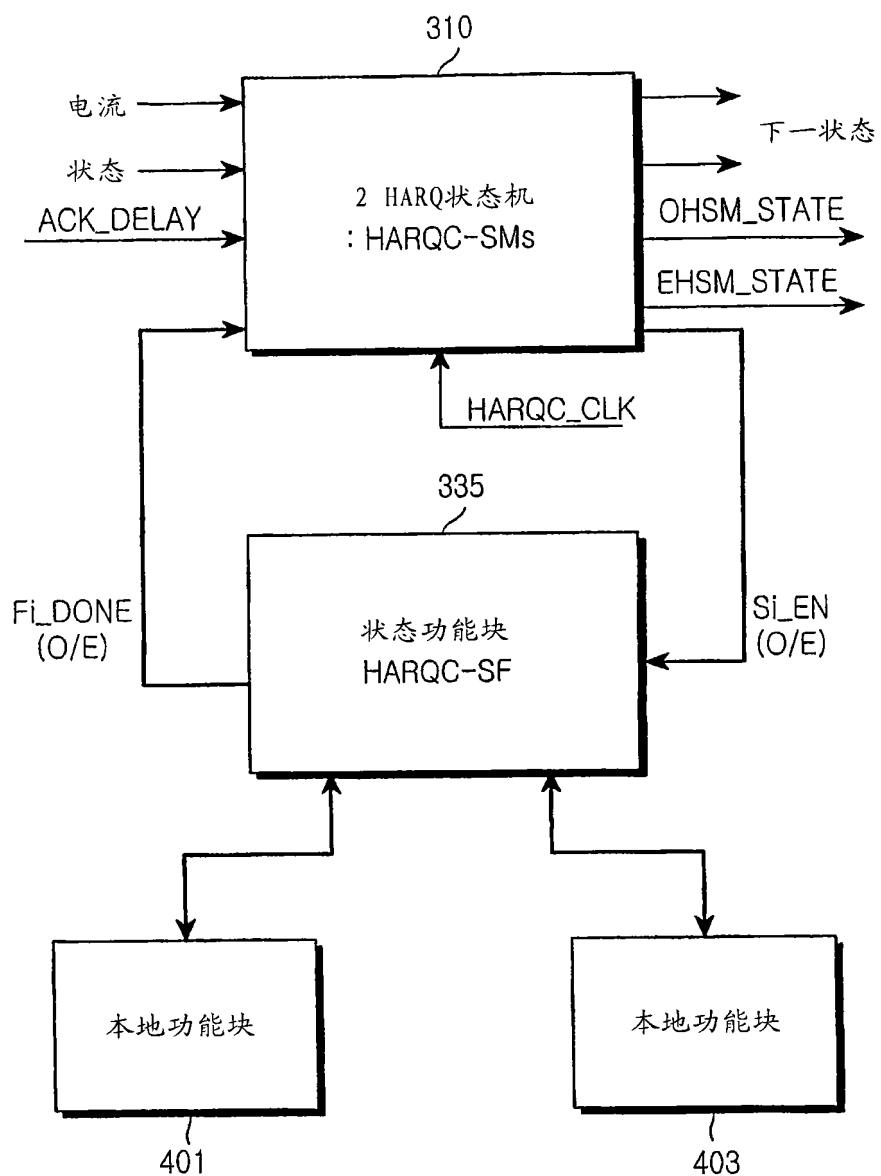 310
电流
状态
ACK_DELAY
2 HARQ状态机
: HARQC-SMs
下一状态
OHSM_STATE
EHSM_STATE
HARQC_CLK
335
Fi_DONE
(O/E)
状态功能块
HARQC-SF
Si_EN
(O/E)
本地功能块
本地功能块
401
403